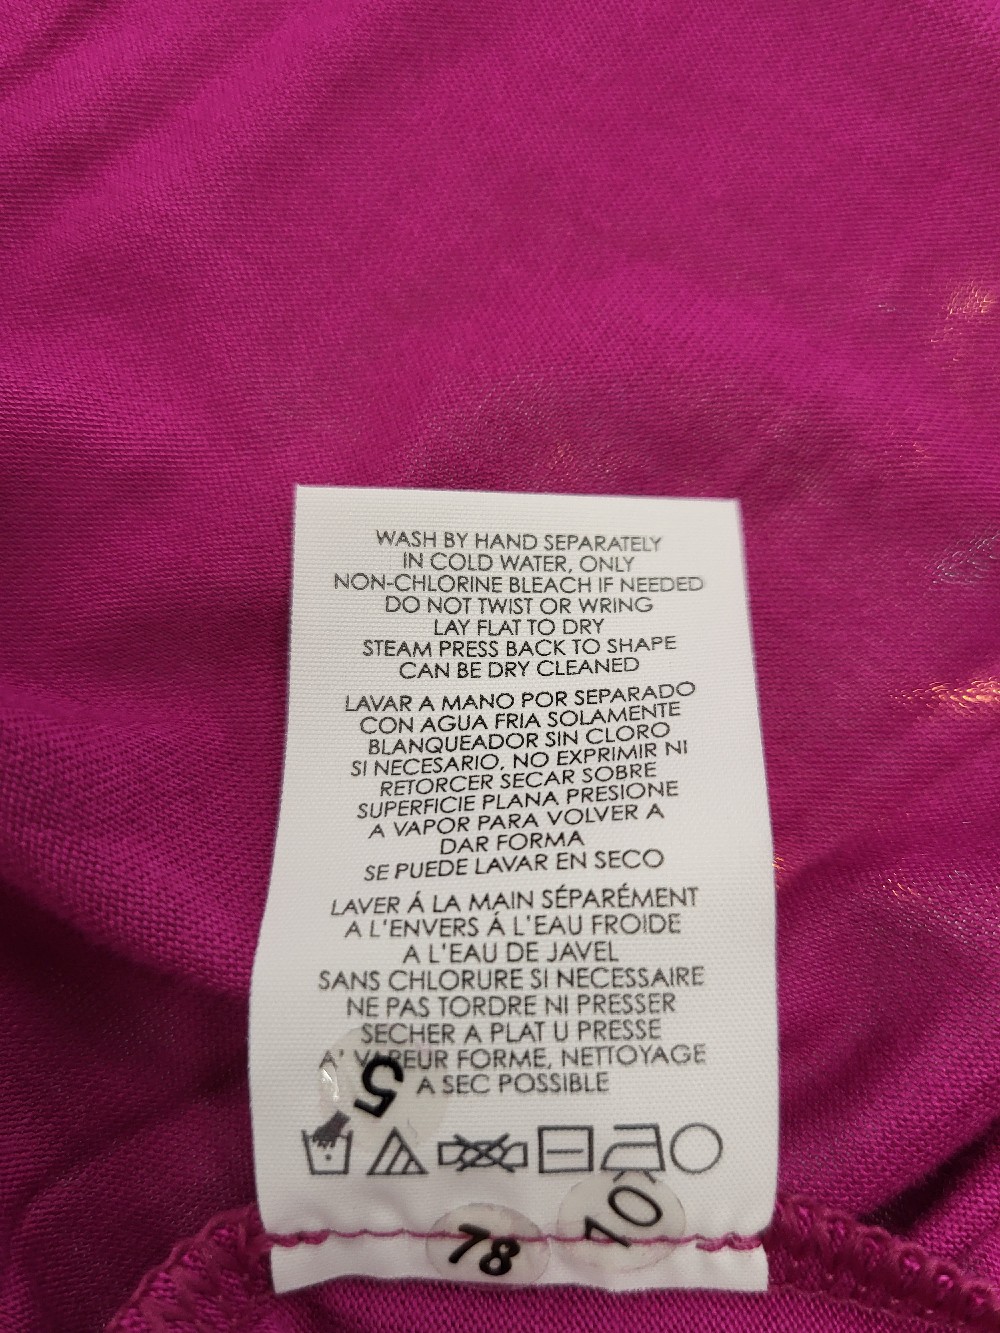 WASH BY HAND SEPARATELY
IN COLD WATER, ONLY
NON-CHLORINE BLEACH IF NEEDED
DO NOT TWIST OR WRING
LAY FLAT TO DRY
STEAM PRESS BACK TO SHAPE
CAN BE DRY CLEANED
LAVAR A MANO POR SEPARADO
CON AGUA FRIA SOLAMENTE
BLANQUEADOR SIN CLORO
SI NECESARIO, NO EXPRIMIR NI
RETORCER SECAR SOBRE
SUPERFICIE PLANA PRESIONE
A VAPOR PARA VOLVER A
DAR FORMA
SE PUEDE LAVAR EN SECO
LAVER Á LA MAIN SÉPARÉMENT
A L'ENVERS Á L'EAU FROIDE
A L'EAU DE JAVEL
SANS CHLORURE SI NECESSAIRE
NE PAS TORDRE NI PRESSER
SECHER A PLAT U PRESSE
A' VAPEUR FORME, NETTOYAGE
A SEC POSSIBLE
5
10
78